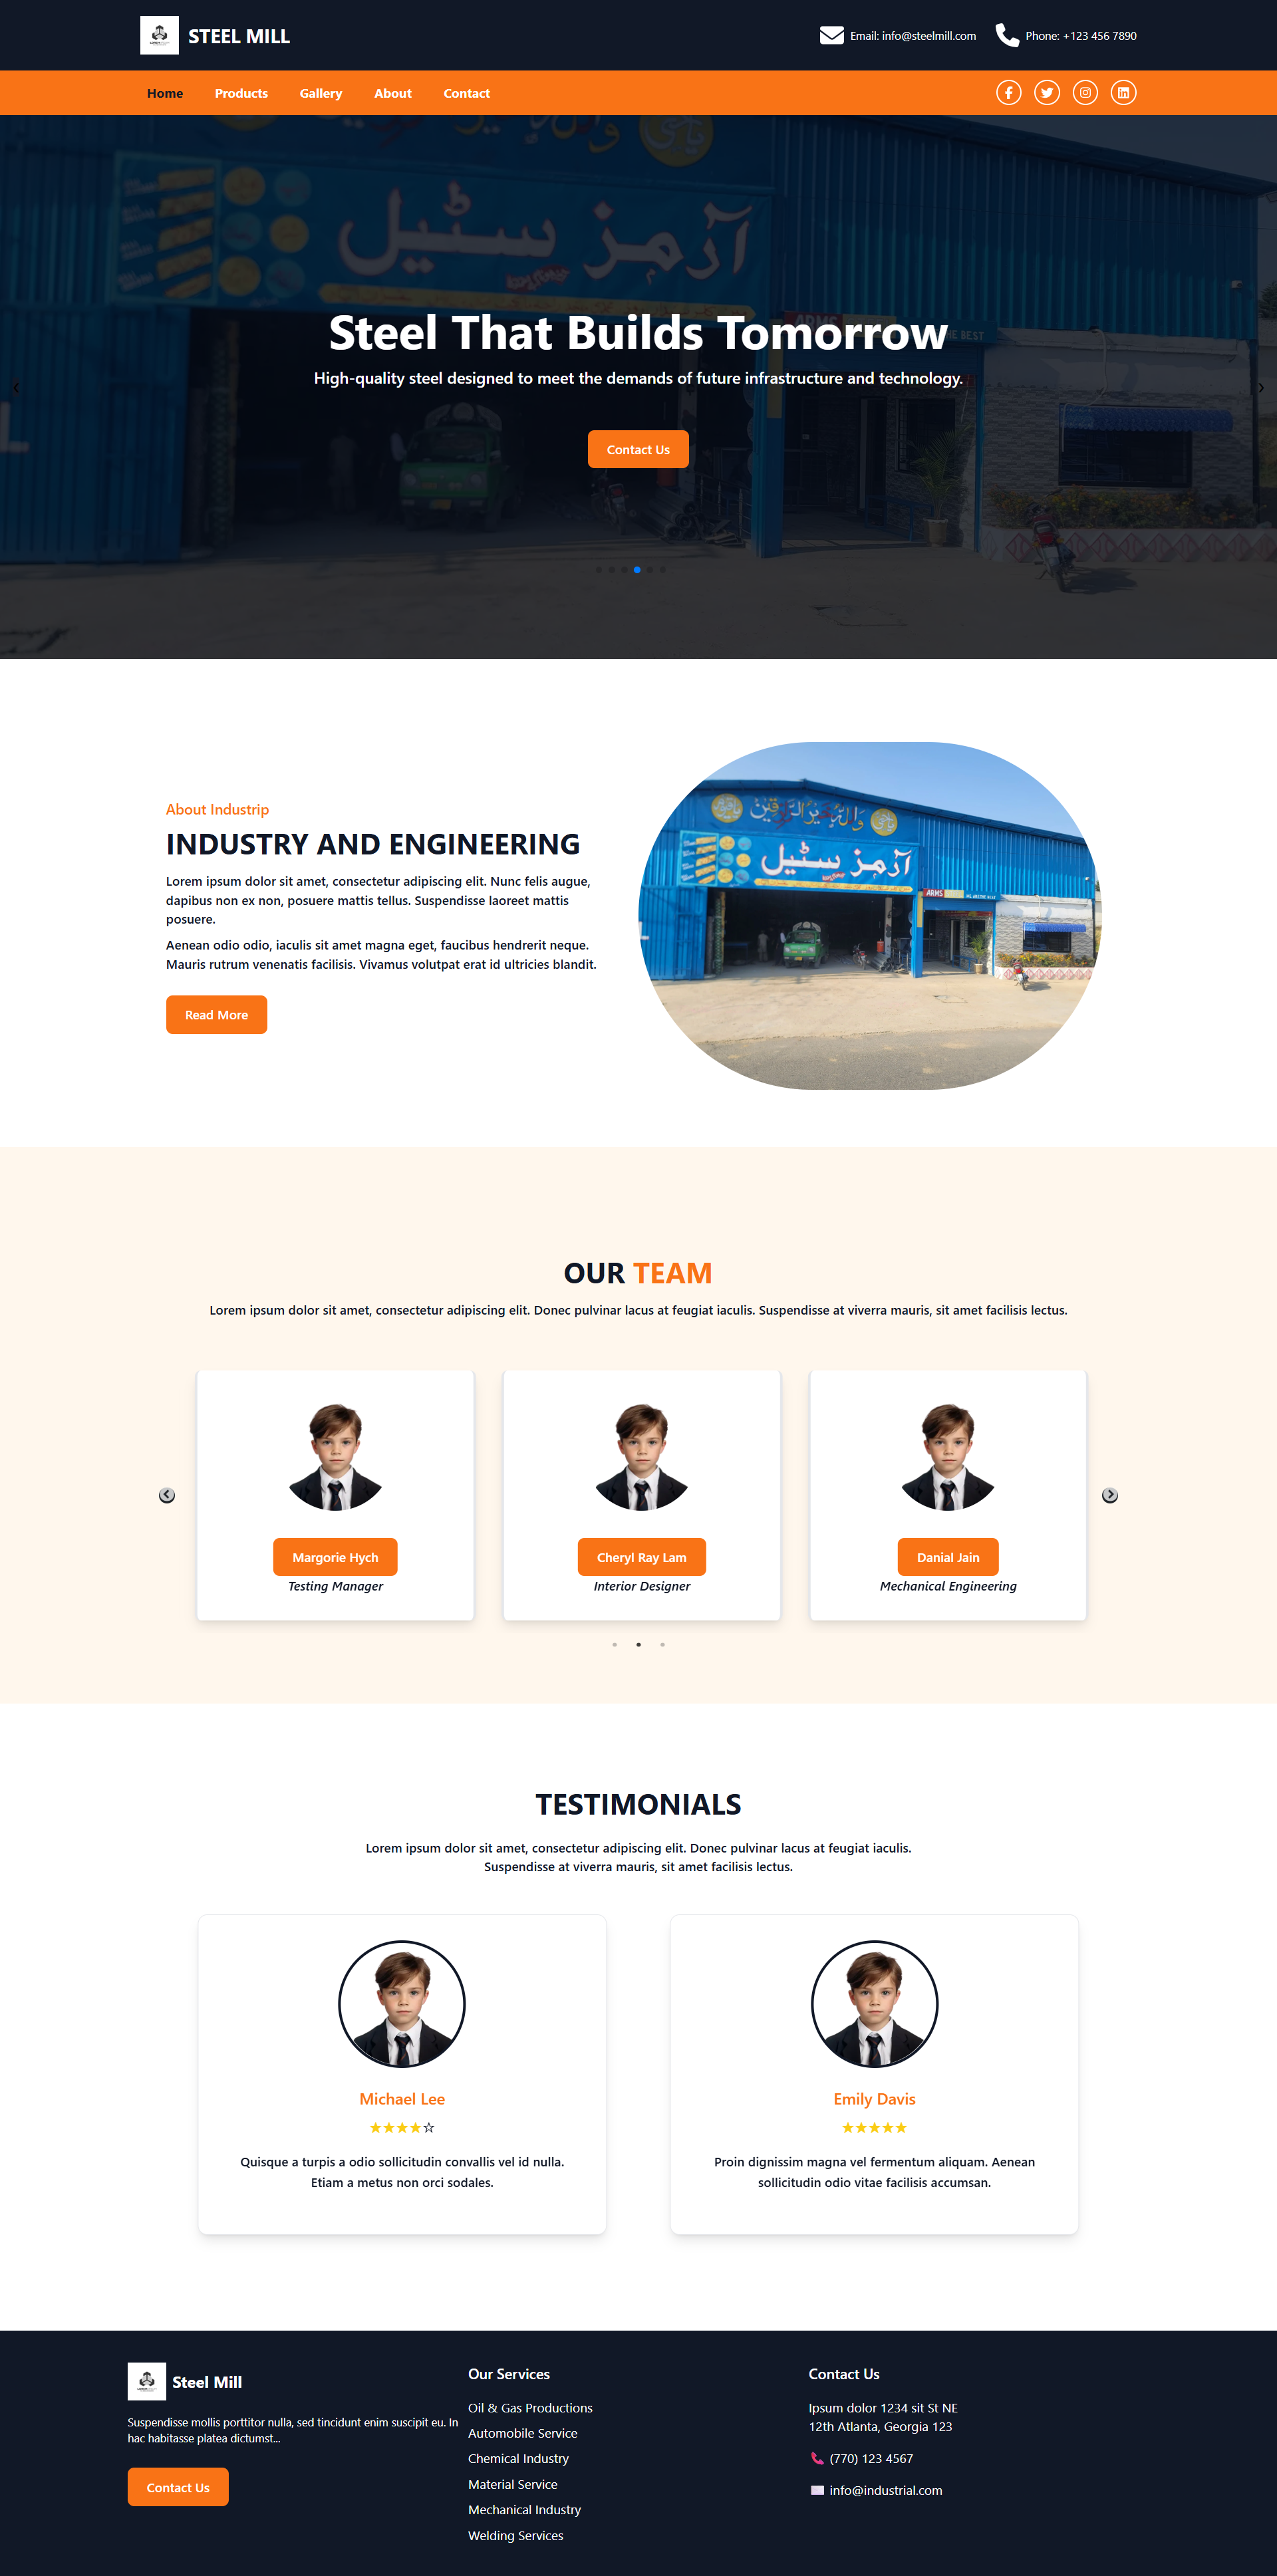 STEEL MILL
Email: info@steelmill.com
Phone: +123 456 7890
Home
Products
Gallery
About
Contact
آرمز سٹیل
ARMS
THE BEST
Steel That Builds Tomorrow
High-quality steel designed to meet the demands of future infrastructure and technology.
Contact Us
About Industrip
INDUSTRY AND ENGINEERING
Lorem ipsum dolor sit amet, consectetur adipiscing elit. Nunc felis augue,
dapibus non ex non, posuere mattis tellus. Suspendisse laoreet mattis
posuere.
Aenean odio odio, iaculis sit amet magna eget, faucibus hendrerit neque.
Mauris rutrum venenatis facilisis. Vivamus volutpat erat id ultricies blandit.
Read More
واللہ خیر الرازقین
آرمز سٹیل
ARMS
OUR TEAM
Lorem ipsum dolor sit amet, consectetur adipiscing elit. Donec pulvinar lacus at feugiat iaculis. Suspendisse at viverra mauris, sit amet facilisis lectus.
Margorie Hych
Testing Manager
Cheryl Ray Lam
Interior Designer
Danial Jain
Mechanical Engineering
TESTIMONIALS
Lorem ipsum dolor sit amet, consectetur adipiscing elit. Donec pulvinar lacus at feugiat iaculis.
Suspendisse at viverra mauris, sit amet facilisis lectus.
Michael Lee
★★★★☆
Quisque a turpis a odio sollicitudin convallis vel id nulla.
Etiam a metus non orci sodales.
Emily Davis
★★★★★
Proin dignissim magna vel fermentum aliquam. Aenean
sollicitudin odio vitae facilisis accumsan.
Steel Mill
Suspendisse mollis porttitor nulla, sed tincidunt enim suscipit eu. In
hac habitasse platea dictumst...
Contact Us
Our Services
Oil & Gas Productions
Automobile Service
Chemical Industry
Material Service
Mechanical Industry
Welding Services
Contact Us
Ipsum dolor 1234 sit St NE
12th Atlanta, Georgia 123
(770) 123 4567
info@industrial.com